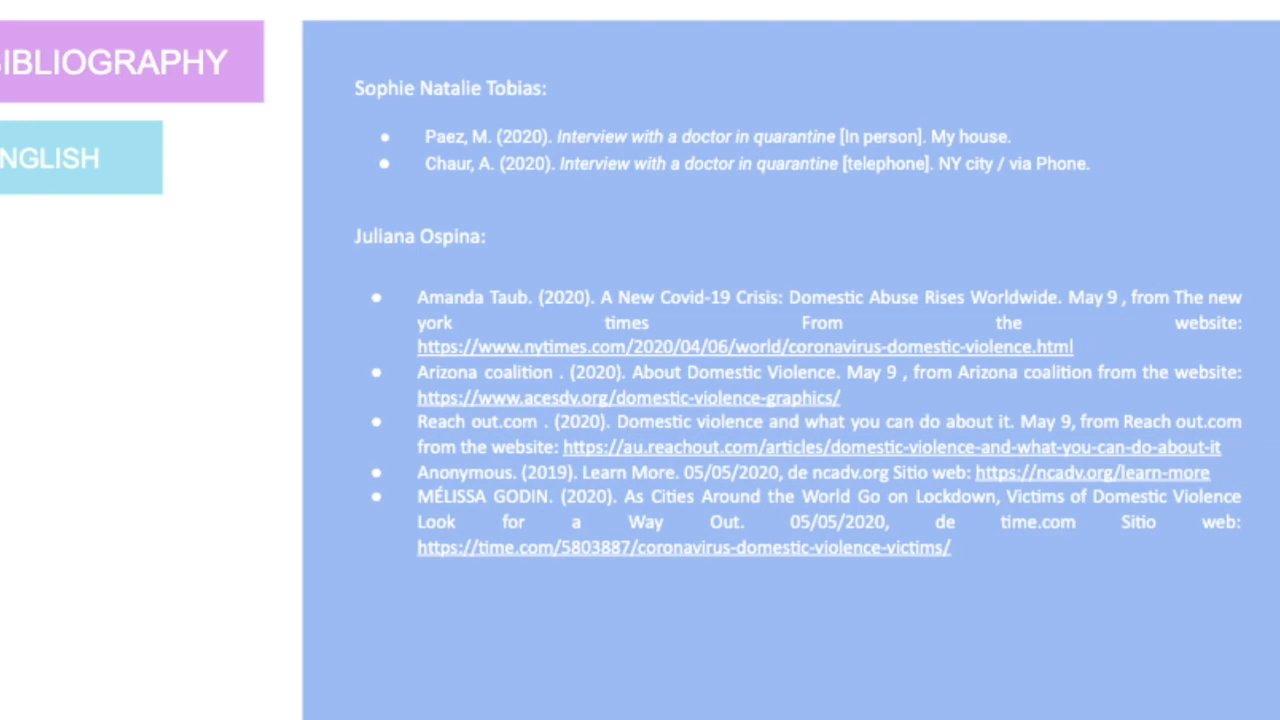 IBLIOGRAPHY
NGLISH
Sophie Natalie Tobias:
● Paez, M. (2020). Interview with a doctor in quarantine [In person]. My house.
● Chaur, A. (2020). Interview with a doctor in quarantine [telephone]. NY city / via Phone.
Juliana Ospina:
● Amanda Taub. (2020). A New Covid-19 Crisis: Domestic Abuse Rises Worldwide. May 9 , from The new
york times From the website:
https://www.nytimes.com/2020/04/06/world/coronavirus-domestic-violence.html
● Arizona coalition . (2020). About Domestic Violence. May 9 , from Arizona coalition from the website:
https://www.acesdv.org/domestic-violence-graphics/
● Reach out.com . (2020). Domestic violence and what you can do about it. May 9, from Reach out.com
from the website: https://au.reachout.com/articles/domestic-violence-and-what-you-can-do-about-it
● Anonymous. (2019). Learn More. 05/05/2020, de ncadv.org Sitio web: https://ncadv.org/learn-more
● MÉLISSA GODIN. (2020). As Cities Around the World Go on Lockdown, Victims of Domestic Violence
Look for a Way Out. 05/05/2020, de time.com Sitio web:
https://time.com/5803887/coronavirus-domestic-violence-victims/